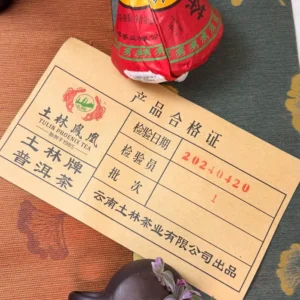 土林鳳凰
TULIN PHOENIX TEA
土林牌
普洱茶
产品合格证
检验日期 20240420
检验员
批次 1
云南土林茶业有限公司出品